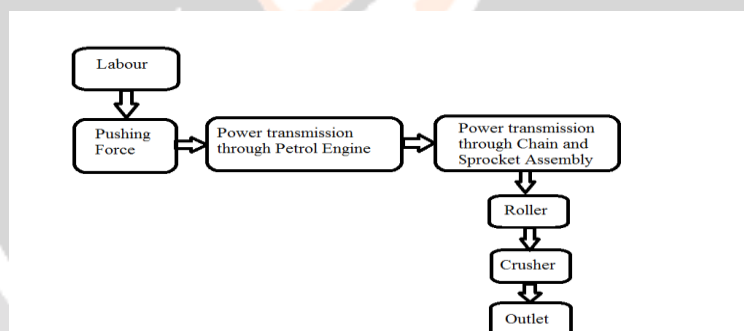 Labour
Pushing
Force
Power transmission
through Petrol Engine
Power transmission
through Chain and
Sprocket Assembly
Roller
Crusher
Outlet